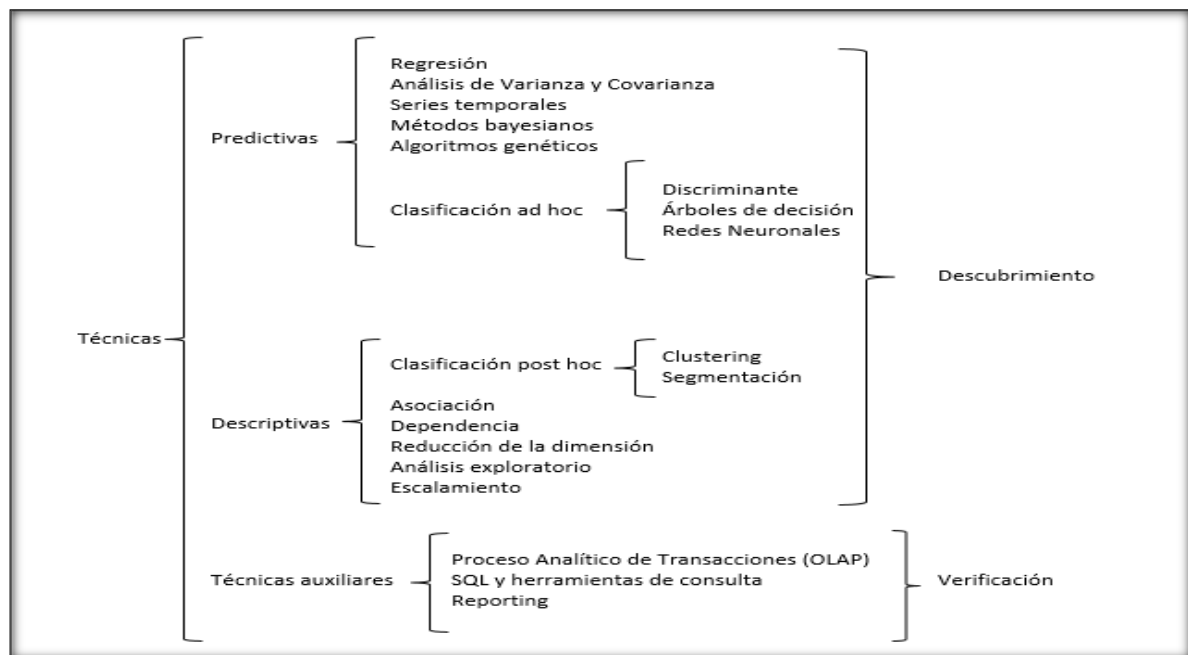 Regresión
Análisis de Varianza y Covarianza
Series temporales
Predictivas
Métodos bayesianos
Algoritmos genéticos
Clasificación ad hoc
Discriminante
Árboles de decisión
Redes Neuronales
Descubrimiento
Técnicas
Clasificación post hoc
Clustering
Segmentación
Descriptivas
Asociación
Dependencia
Reducción de la dimensión
Análisis exploratorio
Escalamiento
Técnicas auxiliares
Proceso Analítico de Transacciones (OLAP)
SQL y herramientas de consulta
Reporting
Verificación